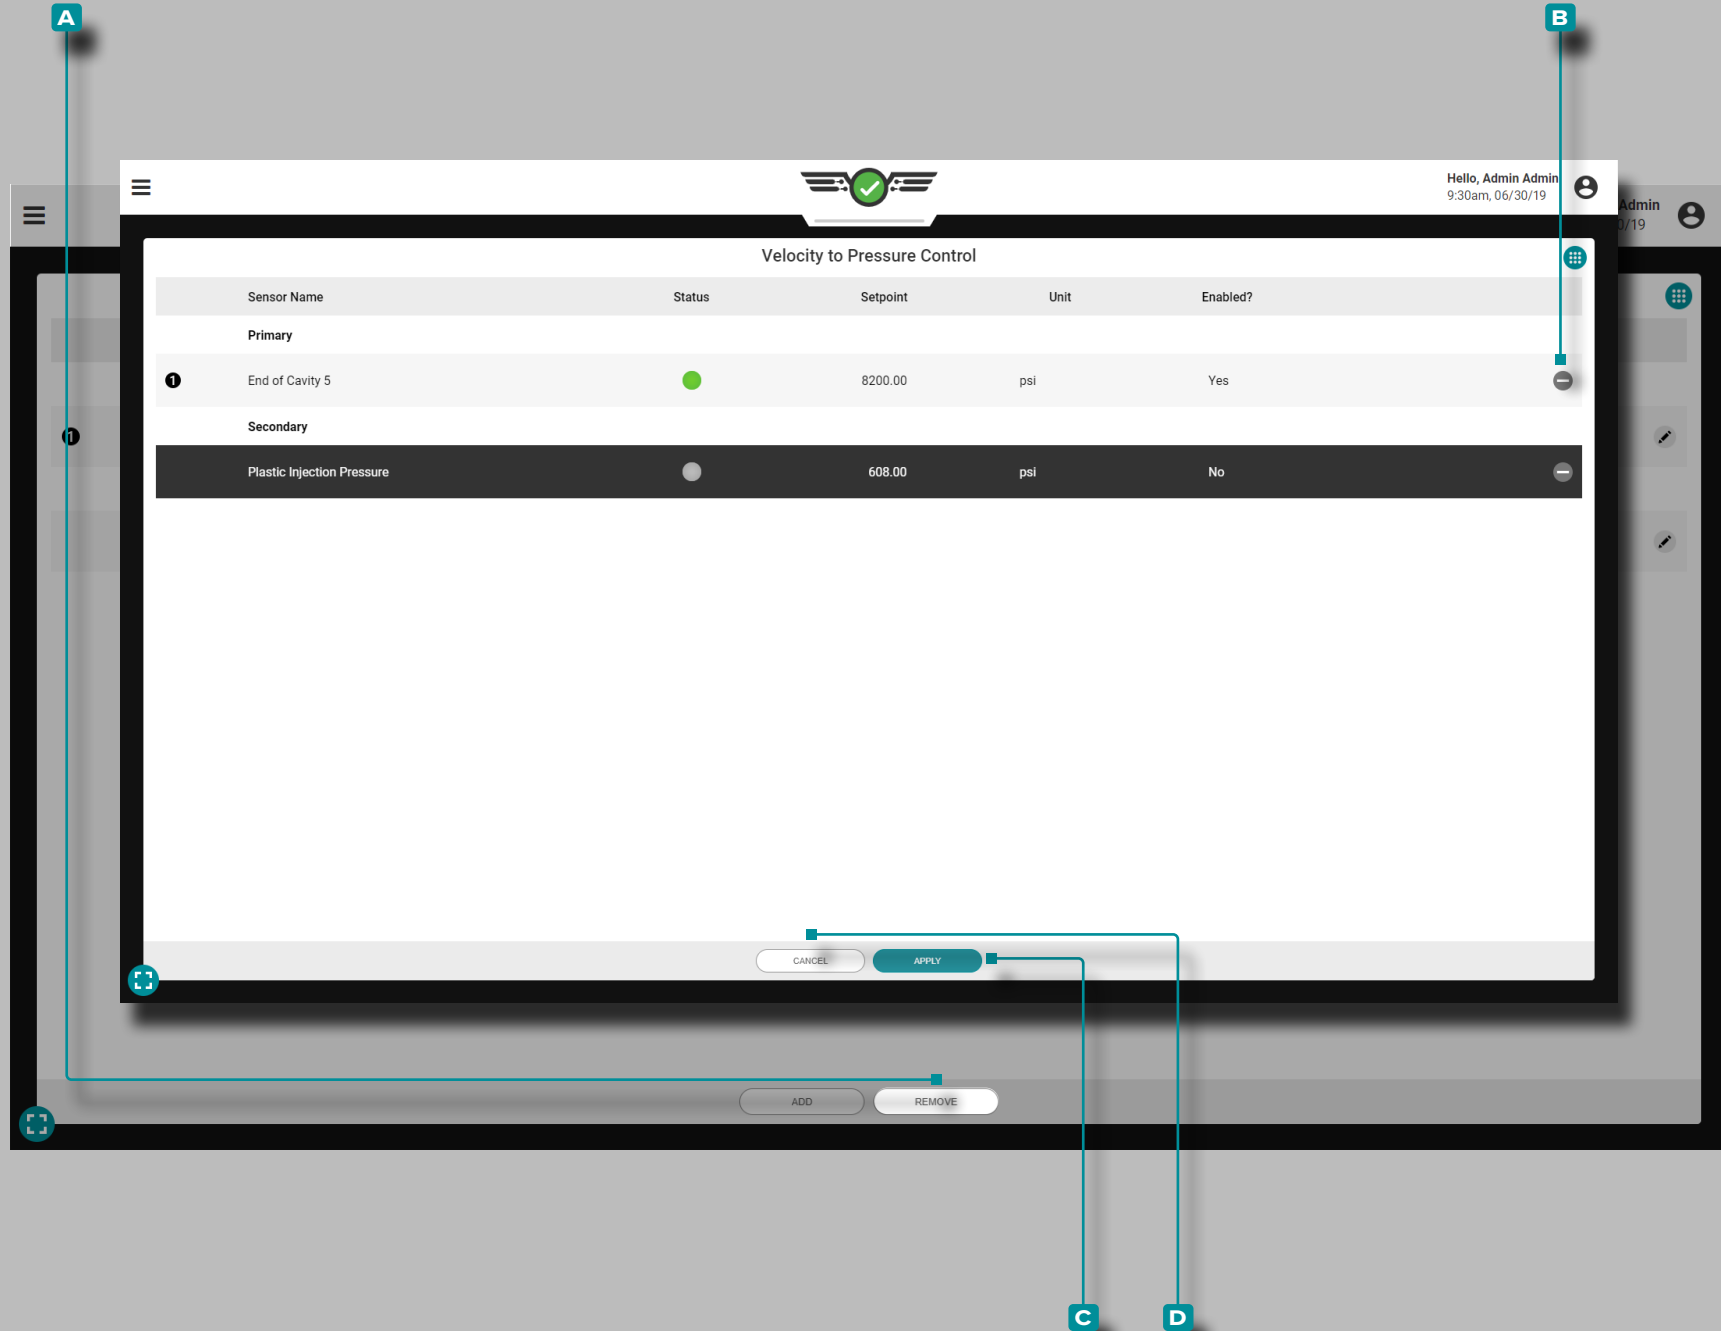 A
B
Hello, Admin Admin
9:30am, 06/30/19
Admin
0/19
Velocity to Pressure Control
Sensor Name Status Setpoint Unit Enabled?
Primary
1 End of Cavity 5 8200.00 psi Yes
Secondary
1
Plastic Injection Pressure 608.00 psi No
CANCEL APPLY
ADD REMOVE
C D